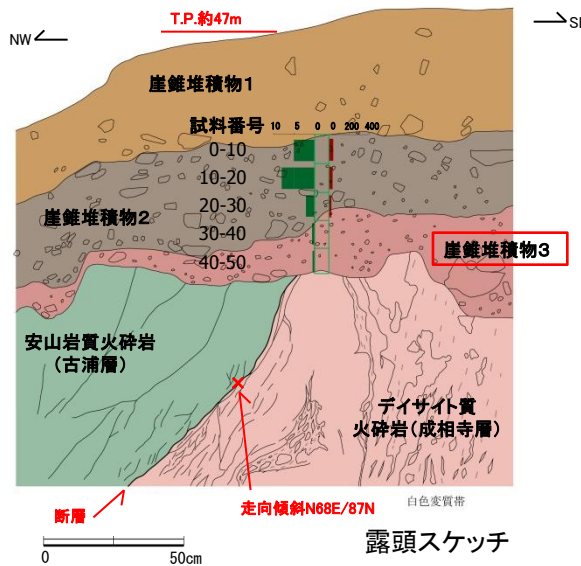 T.P.約47m
NW
SE
崖錐堆積物1
試料番号
10 5 0 0 200 400
0-10
10-20
20-30
30-40
40-50
崖錐堆積物2
崖錐堆積物3
安山岩質火砕岩
(古浦層)
デイサイト質
火砕岩(成相寺層)
断層
走向傾斜N68E/87N
白色変質帯
0 50cm
露頭スケッチ